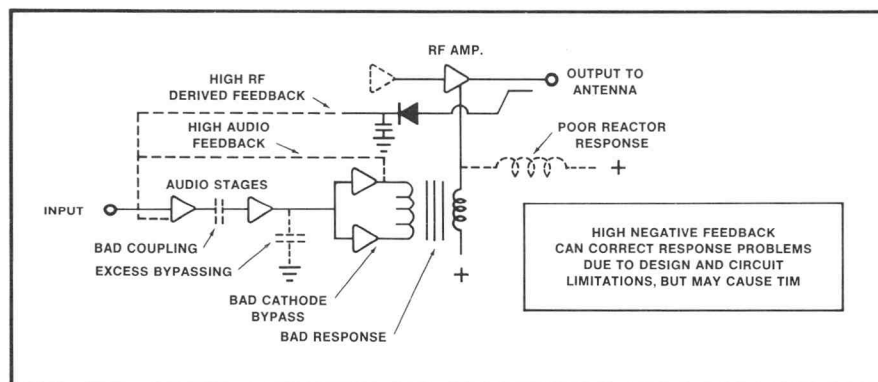 RF AMP.
OUTPUT TO
ANTENNA
HIGH RF
DERIVED FEEDBACK
HIGH AUDIO
FEEDBACK
POOR REACTOR
RESPONSE
+
AUDIO STAGES
INPUT
BAD COUPLING
EXCESS BYPASSING
+
BAD CATHODE
BYPASS
BAD RESPONSE
HIGH NEGATIVE FEEDBACK
CAN CORRECT RESPONSE PROBLEMS
DUE TO DESIGN AND CIRCUIT
LIMITATIONS, BUT MAY CAUSE TIM